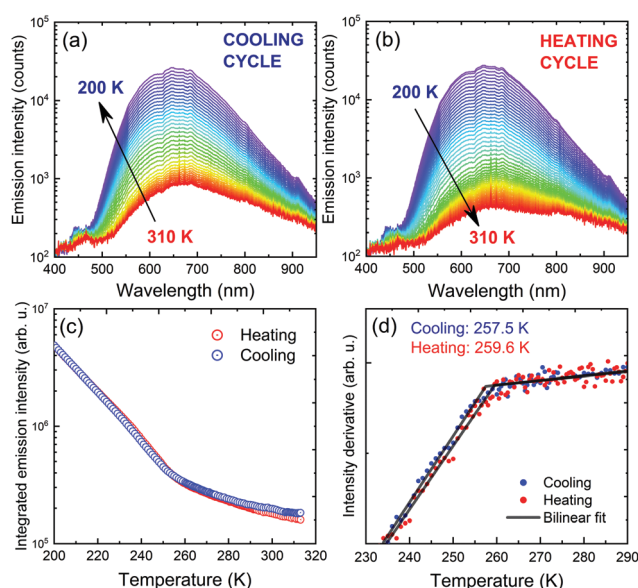 (a)
COOLING
CYCLE
200 K
310 K
10⁵
10⁴
10³
10²
Emission intensity (counts)
400 500 600 700 800 900
Wavelength (nm)
(b)
HEATING
CYCLE
200 K
310 K
10⁵
10⁴
10³
10²
Emission intensity (counts)
400 500 600 700 800 900
Wavelength (nm)
(c)
Heating
Cooling
10⁷
10⁶
10⁵
Integrated emission intensity (arb. u.)
200 220 240 260 280 300 320
Temperature (K)
(d)
Cooling: 257.5 K
Heating: 259.6 K
Cooling
Heating
Bilinear fit
Intensity derivative (arb. u.)
230 240 250 260 270 280 290
Temperature (K)